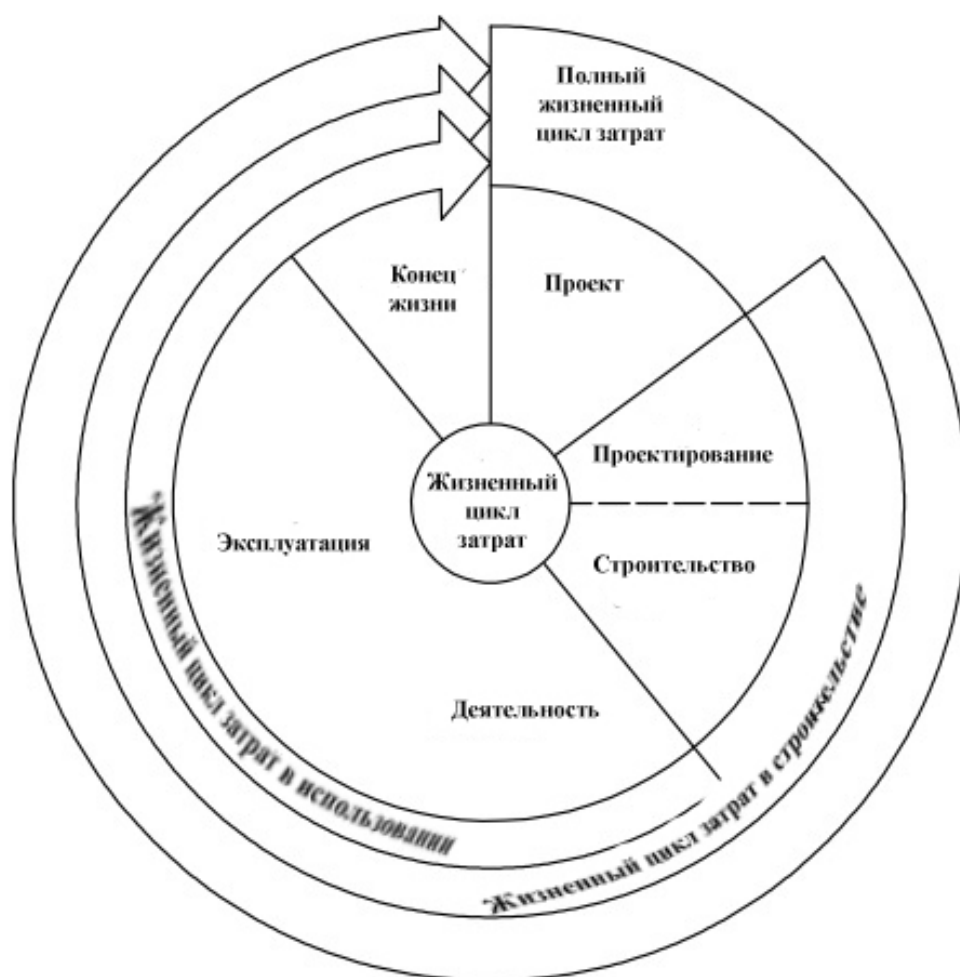 Полный
жизненный
цикл затрат
Конец
жизни
Проект
Проектирование
Жизненный
цикл
затрат
Эксплуатация
Строительство
Деятельность
"Жизненный цикл затрат в использовании
"Жизненный цикл затрат в строительстве